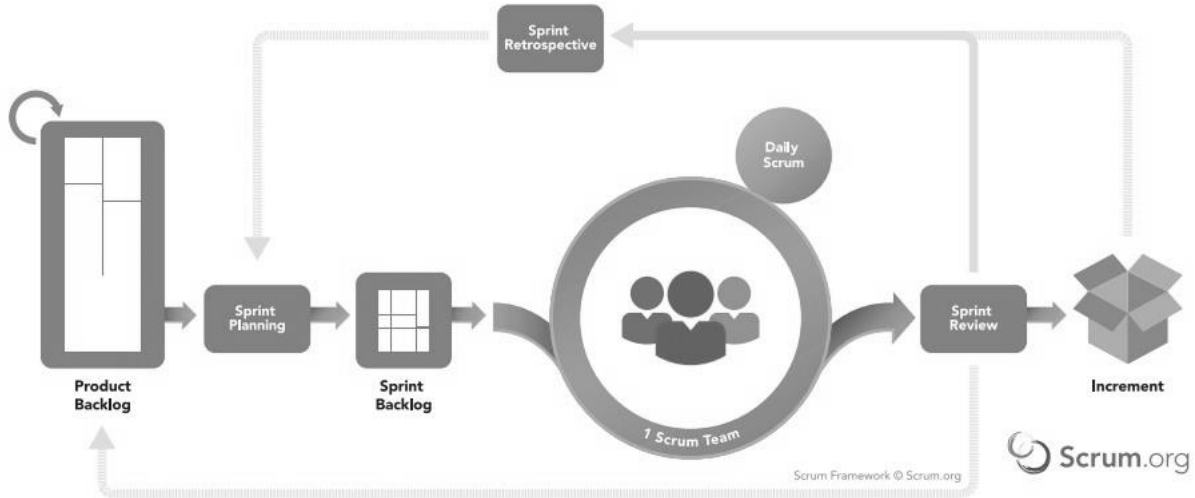 Sprint
Retrospective
Daily
Scrum
Sprint
Planning
Sprint
Review
Product
Backlog
Sprint
Backlog
Increment
1 Scrum Team
Scrum Framework © Scrum.org
Scrum.org